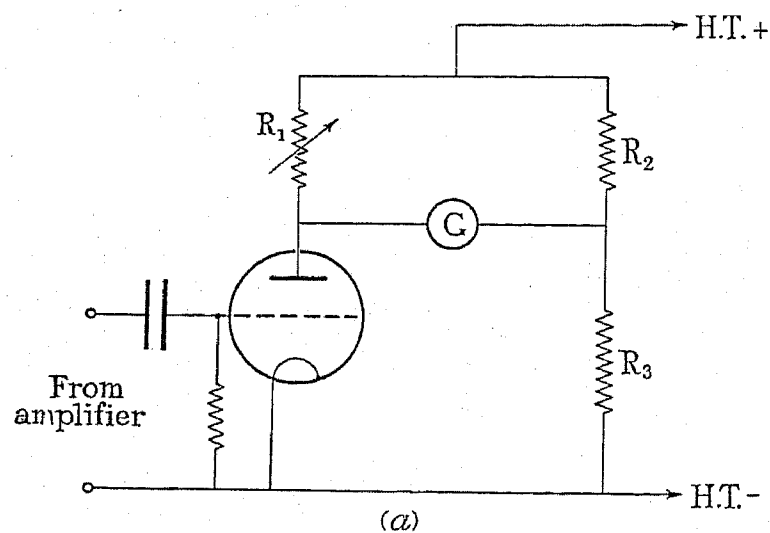 H.T.+
R₁
R₂
G
From
amplifier
R₃
H.T.-
(a)